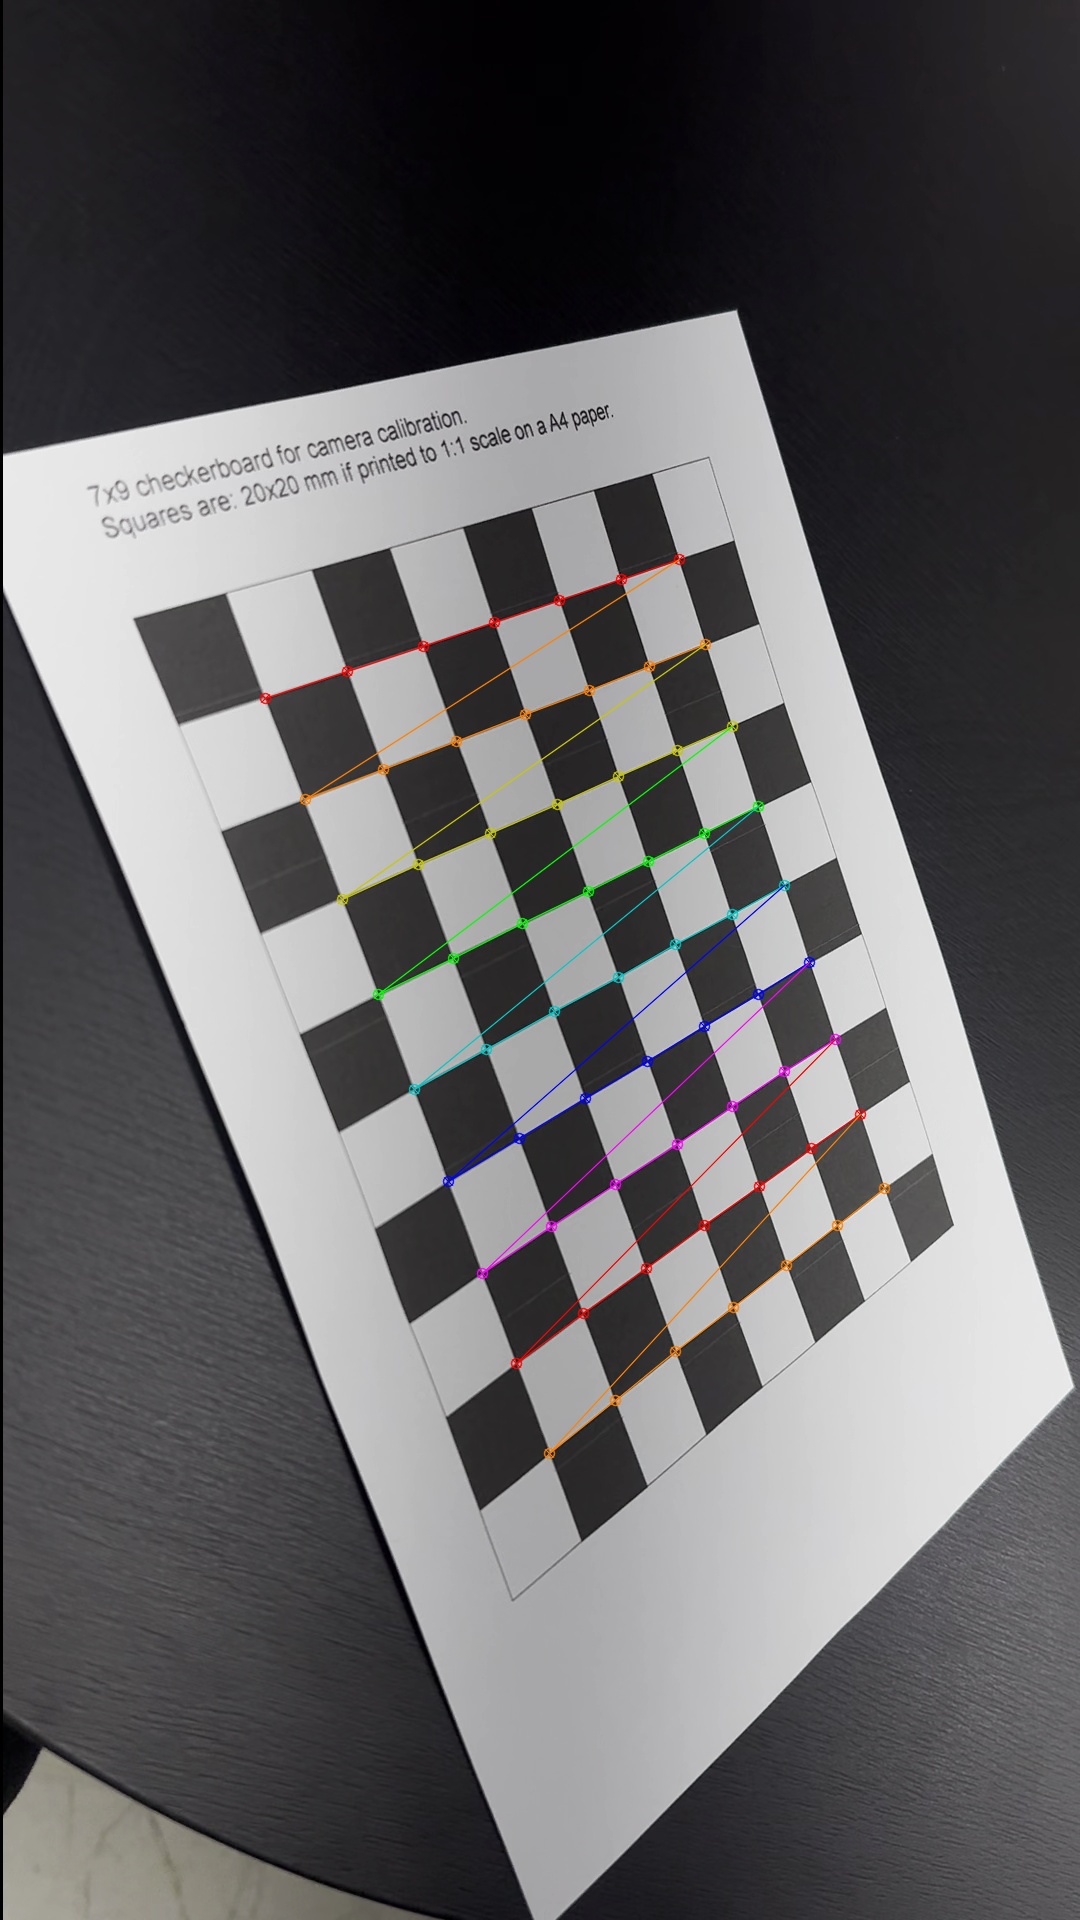 7x9 checkerboard for camera calibration.
Squares are: 20x20 mm if printed to 1:1 scale on a A4 paper.